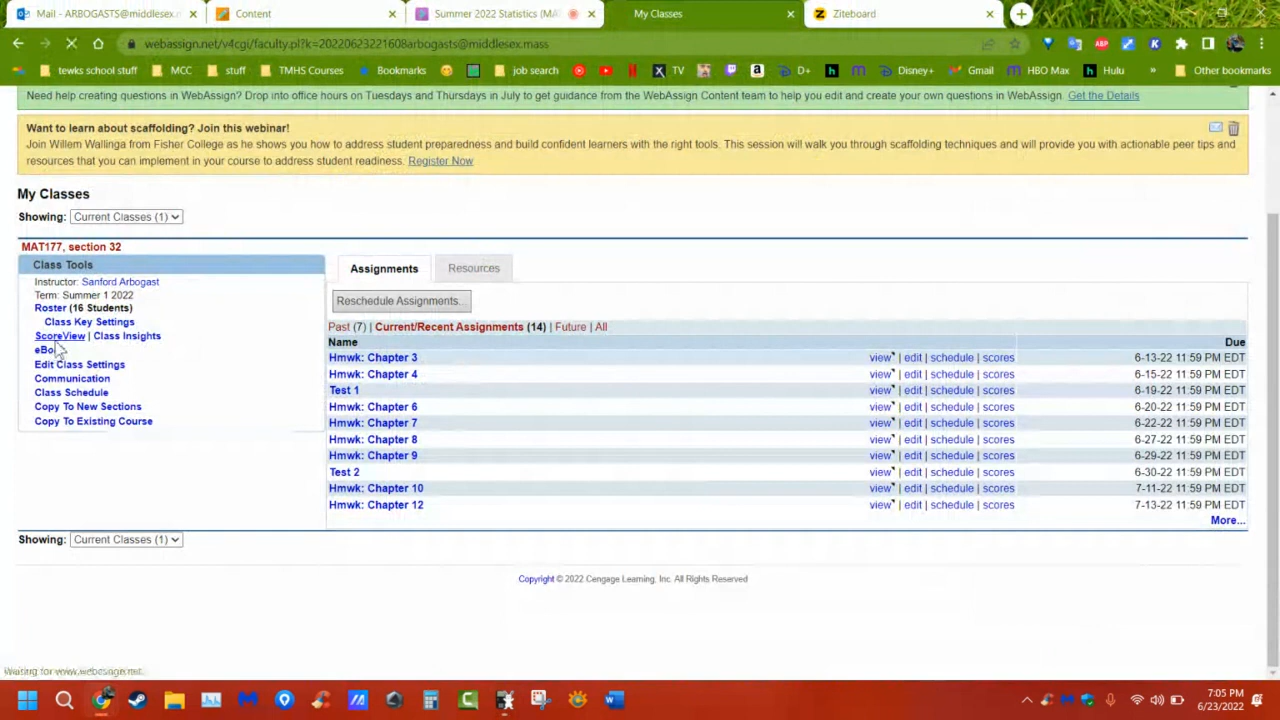 Mail - ARBOGASTS@middlesex.m
Content
Summer 2022 Statistics (MA
My Classes
Ziteboard
webassign.net/v4cgi/faculty.pl?k=20220623221608arbogasts@middlesex.mass
tewks school stuff
MCC
stuff
TMHS Courses
Bookmarks
job search
TV
D+
Disney+
Gmail
HBO Max
Hulu
»
Other bookmarks
Need help creating questions in WebAssign? Drop into office hours on Tuesdays and Thursdays in July to get guidance from the WebAssign Content team to help you edit and create your own questions in WebAssign. Get the Details
Want to learn about scaffolding? Join this webinar!
Join Willem Wallinga from Fisher College as he shows you how to address student preparedness and build confident learners with the right tools. This session will walk you through scaffolding techniques and will provide you with actionable peer tips and
resources that you can implement in your course to address student readiness. Register Now
My Classes
Showing: Current Classes (1)
MAT177, section 32
Class Tools
Instructor: Sanford Arbogast
Term: Summer 1 2022
Roster (16 Students)
Class Key Settings
ScoreView | Class Insights
eBo
Edit Class Settings
Communication
Class Schedule
Copy To New Sections
Copy To Existing Course
Assignments
Resources
Reschedule Assignments...
Past (7) | Current/Recent Assignments (14) | Future | All
Name Due
Hmwk: Chapter 3 view | edit | schedule | scores 6-13-22 11:59 PM EDT
Hmwk: Chapter 4 view | edit | schedule | scores 6-15-22 11:59 PM EDT
Test 1 view | edit | schedule | scores 6-19-22 11:59 PM EDT
Hmwk: Chapter 6 view | edit | schedule | scores 6-20-22 11:59 PM EDT
Hmwk: Chapter 7 view | edit | schedule | scores 6-22-22 11:59 PM EDT
Hmwk: Chapter 8 view | edit | schedule | scores 6-27-22 11:59 PM EDT
Hmwk: Chapter 9 view | edit | schedule | scores 6-29-22 11:59 PM EDT
Test 2 view | edit | schedule | scores 6-30-22 11:59 PM EDT
Hmwk: Chapter 10 view | edit | schedule | scores 7-11-22 11:59 PM EDT
Hmwk: Chapter 12 view | edit | schedule | scores 7-13-22 11:59 PM EDT
More...
Showing: Current Classes (1)
Copyright © 2022 Cengage Learning, Inc. All Rights Reserved
Waiting for www.webassign.net...
7:05 PM
6/23/2022